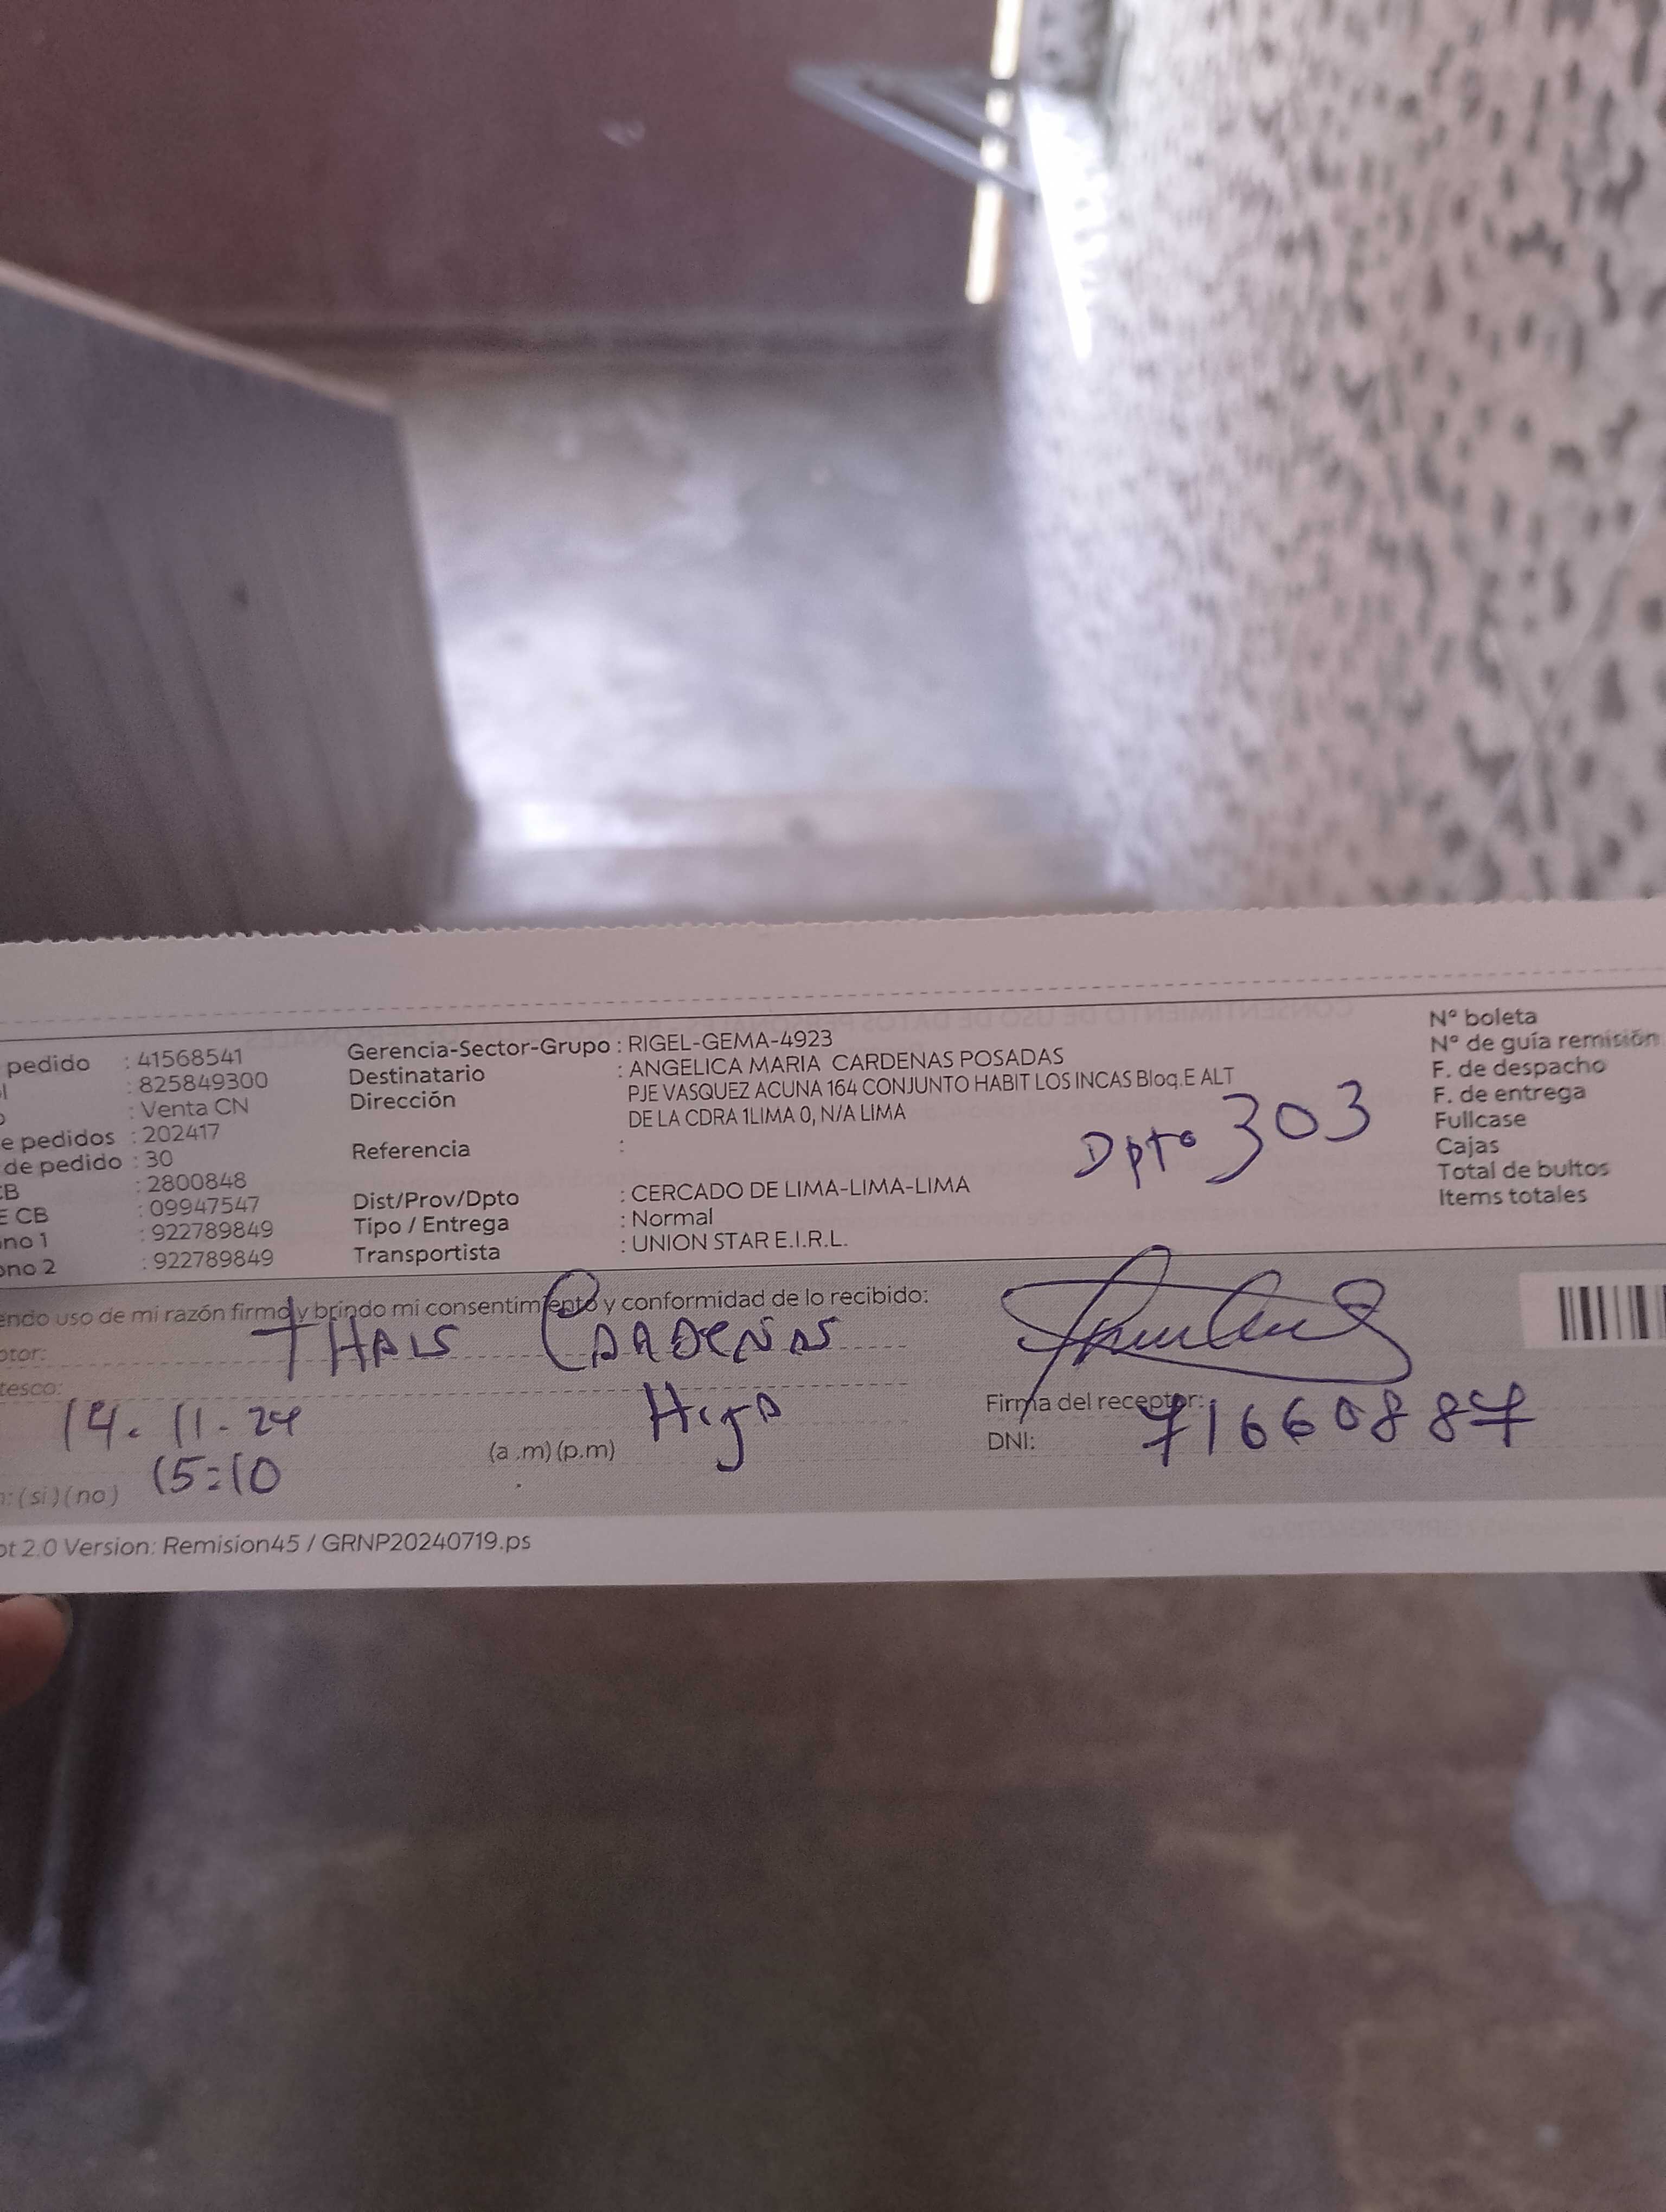 pedido : 41568541
: 825849300
: Venta CN
e pedidos : 202417
de pedido : 30
CB : 2800848
E CB : 09947547
no 1 : 922789849
ono 2 : 922789849
Gerencia-Sector-Grupo : RIGEL-GEMA-4923
Destinatario : ANGELICA MARIA CARDENAS POSADAS
Dirección PJE VASQUEZ ACUNA 164 CONJUNTO HABIT LOS INCAS Bloq.E ALT
DE LA CDRA 1LIMA 0, N/A LIMA
Referencia :
Dpto 303
Dist/Prov/Dpto : CERCADO DE LIMA-LIMA-LIMA
Tipo / Entrega : Normal
Transportista : UNION STAR E.I.R.L.
N° boleta
N° de guía remisión
F. de despacho
F. de entrega
Fullcase
Cajas
Total de bultos
Items totales
endo uso de mi razón firmo y brindo mi consentimiento y conformidad de lo recibido:
ptor: THAIS CARDENAS
tesco: Hija
14. 11. 24
(a .m) (p.m)
15:10
: (si) (no)
Firma del receptor:
DNI: 71660887
pt 2.0 Version: Remision45 / GRNP20240719.ps